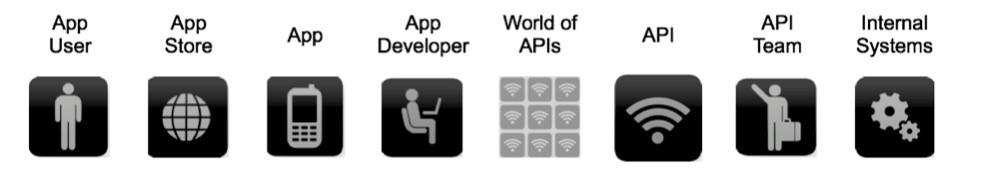 App
User
App
Store
App
App
Developer
World of
APIs
API
API
Team
Internal
Systems